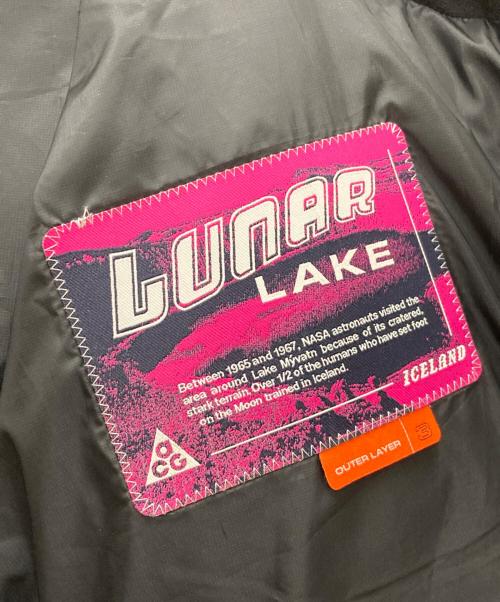 LUNAR
LAKE
Between 1965 and 1967, NASA astronauts visited the
area around Lake Mývatn because of its cratered,
stark terrain. Over 1/2 of the humans who have set foot
on the Moon trained in Iceland.
ICELAND
ACG
OUTER LAYER 3